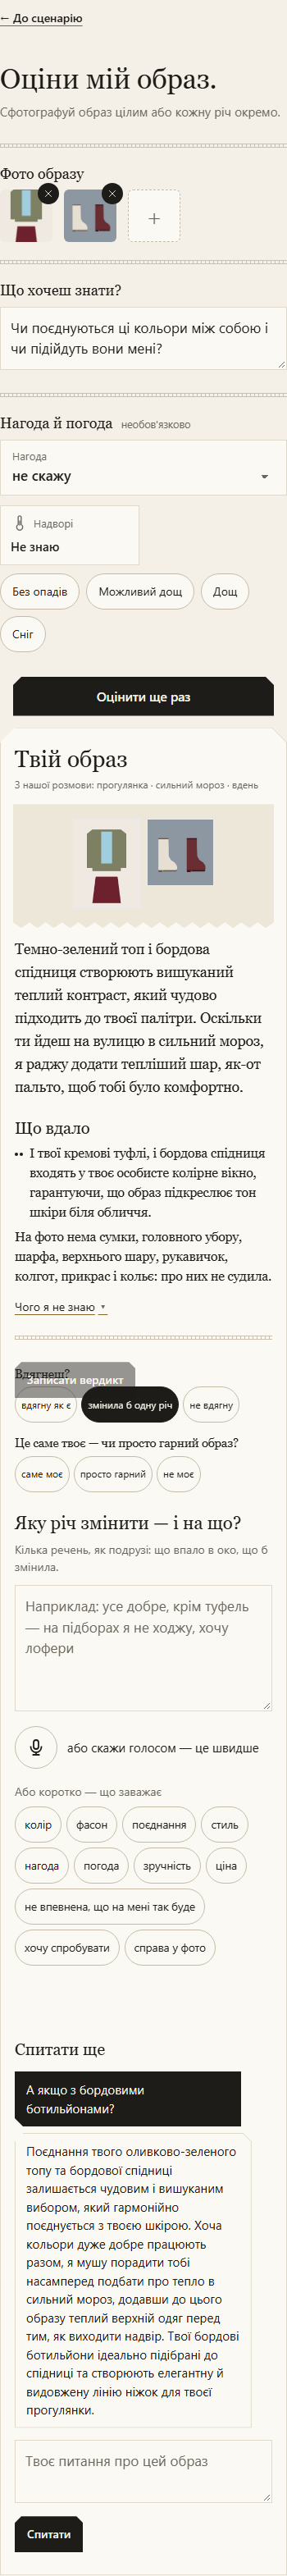 ← До сценарію
Оціни мій образ.
Сфотографуй образ цілим або кожну річ окремо.
Фото образу
Що хочеш знати?
Чи поєднуються ці кольори між собою і
чи підійдуть вони мені?
Нагода й погода необов'язково
Нагода
не скажу
Надворі
Не знаю
Без опадів Можливий дощ Дощ
Сніг
Оцінити ще раз
Твій образ
З нашої розмови: прогулянка · сильний мороз · вдень
Темно-зелений топ і бордова
спідниця створюють вишуканий
теплий контраст, який чудово
підходить до твоєї палітри. Оскільки
ти йдеш на вулицю в сильний мороз,
я раджу додати тепліший шар, як-от
пальто, щоб тобі було комфортно.
Що вдало
•• І твої кремові туфлі, і бордова спідниця
входять у твоє особисте колірне вікно,
гарантуючи, що образ підкреслює тон
шкіри біля обличчя.
На фото нема сумки, головного убору,
шарфа, верхнього шару, рукавичок,
колгот, прикрас і кольє: про них не судила.
Чого я не знаю
Вдягнеш?
Записати вердикт
вдягну як є змінила б одну річ не вдягну
Це саме твоє — чи просто гарний образ?
саме моє просто гарний не моє
Яку річ змінити — і на що?
Кілька речень, як подрузі: що впало в око, що б
змінила.
Наприклад: усе добре, крім туфель
— на підборах я не ходжу, хочу
лофери
або скажи голосом — це швидше
Або коротко — що заважає
колір фасон поєднання стиль
нагода погода зручність ціна
не впевнена, що на мені так буде
хочу спробувати справа у фото
Спитати ще
А якщо з бордовими
ботильйонами?
Поєднання твого оливково-зеленого
топу та бордової спідниці
залишається чудовим і вишуканим
вибором, який гармонійно
поєднується з твоєю шкірою. Хоча
кольори дуже добре працюють
разом, я мушу порадити тобі
насамперед подбати про тепло в
сильний мороз, додавши до цього
образу теплий верхній одяг перед
тим, як виходити надвір. Твої бордові
ботильйони ідеально підібрані до
спідниці та створюють елегантну й
видовжену лінію ніжок для твоєї
прогулянки.
Твоє питання про цей образ
Спитати